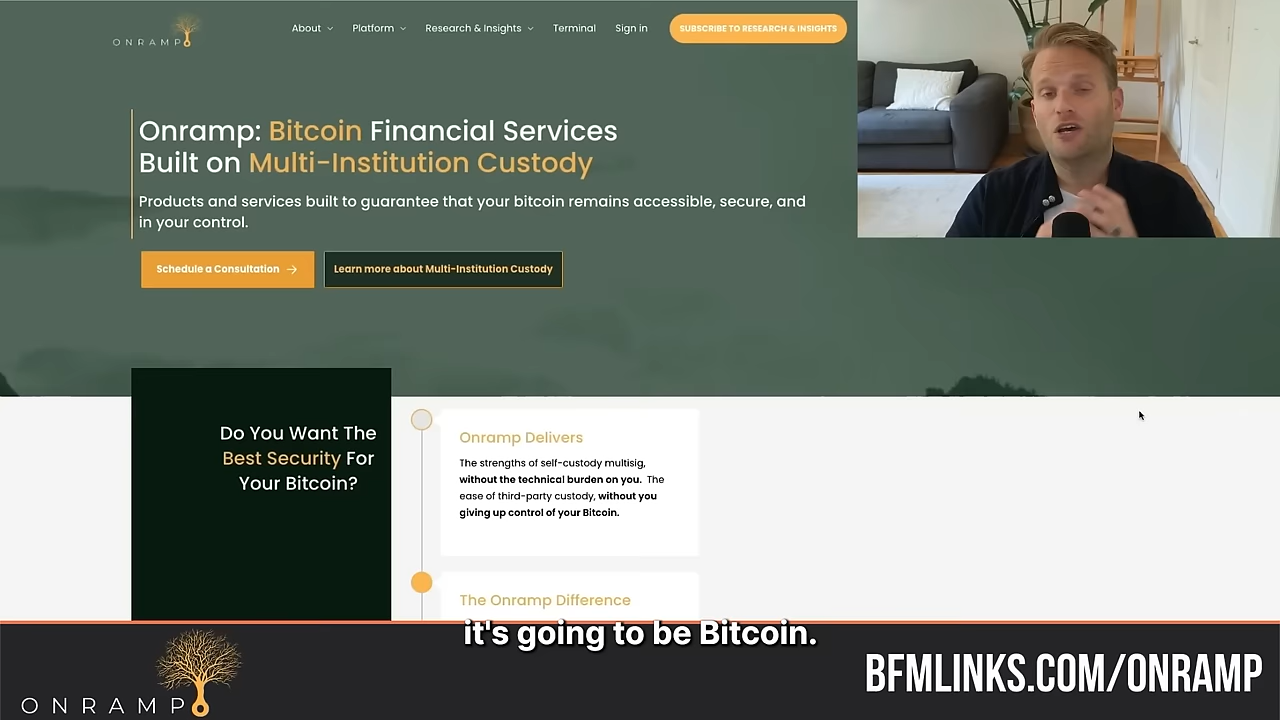 ONRAMP
About
Platform
Research & Insights
Terminal
Sign in
SUBSCRIBE TO RESEARCH & INSIGHTS
Onramp: Bitcoin Financial Services
Built on Multi-Institution Custody
Products and services built to guarantee that your bitcoin remains accessible, secure, and
in your control.
Schedule a Consultation →
Learn more about Multi-Institution Custody
Do You Want The
Best Security For
Your Bitcoin?
Onramp Delivers
The strengths of self-custody multisig,
without the technical burden on you. The
ease of third-party custody, without you
giving up control of your Bitcoin.
The Onramp Difference
it's going to be Bitcoin.
ONRAMP
BFMLINKS.COM/ONRAMP